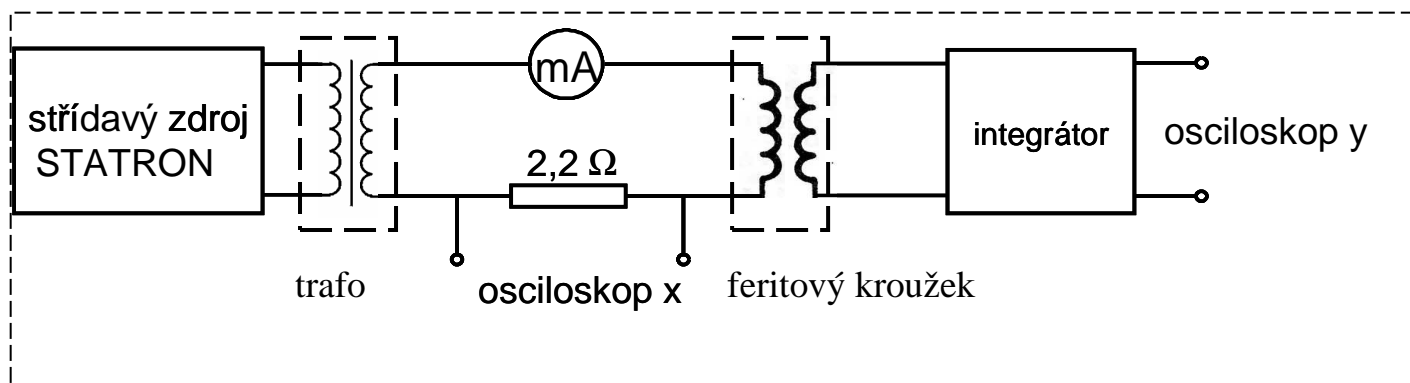 střídavý zdroj
STATRON
mA
2,2 Ω
integrátor
osciloskop y
trafo
osciloskop x
feritový kroužek